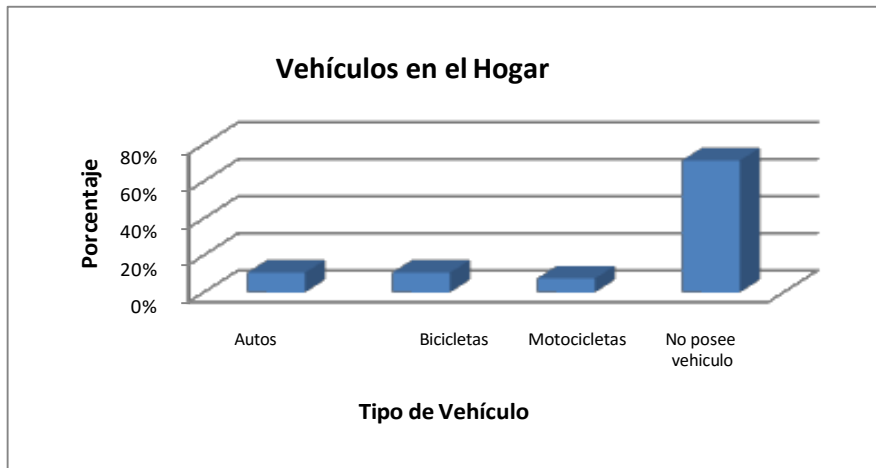 Vehículos en el Hogar
Porcentaje
80%
60%
40%
20%
0%
Autos
Bicicletas
Motocicletas
No posee
vehiculo
Tipo de Vehículo